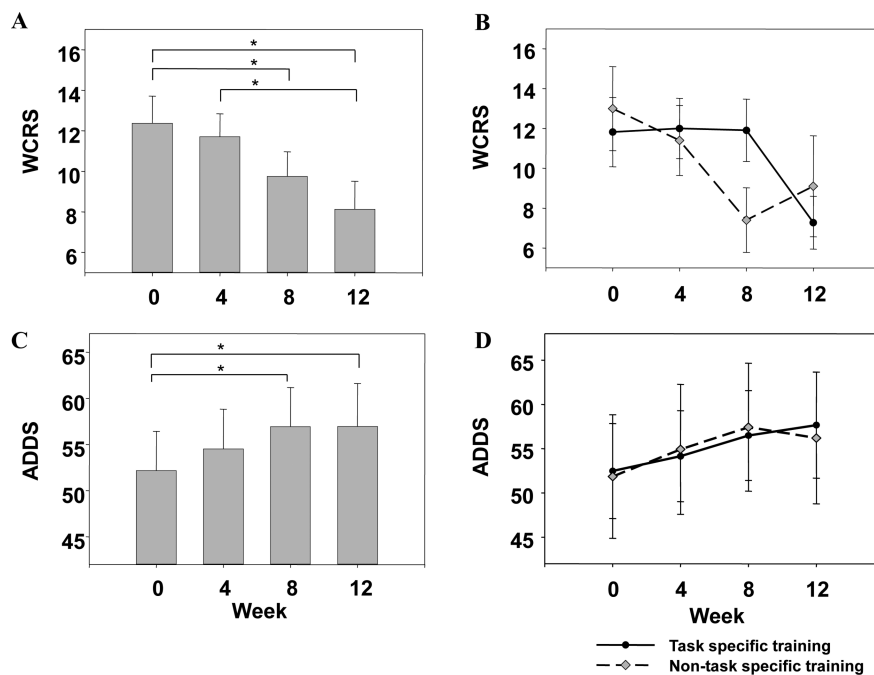 A
B
*
*
*
WCRS
16
14
12
10
8
6
0 4 8 12
WCRS
16
14
12
10
8
6
0 4 8 12
C
D
*
*
ADDS
65
60
55
50
45
0 4 8 12
Week
ADDS
65
60
55
50
45
0 4 8 12
Week
Task specific training
Non-task specific training